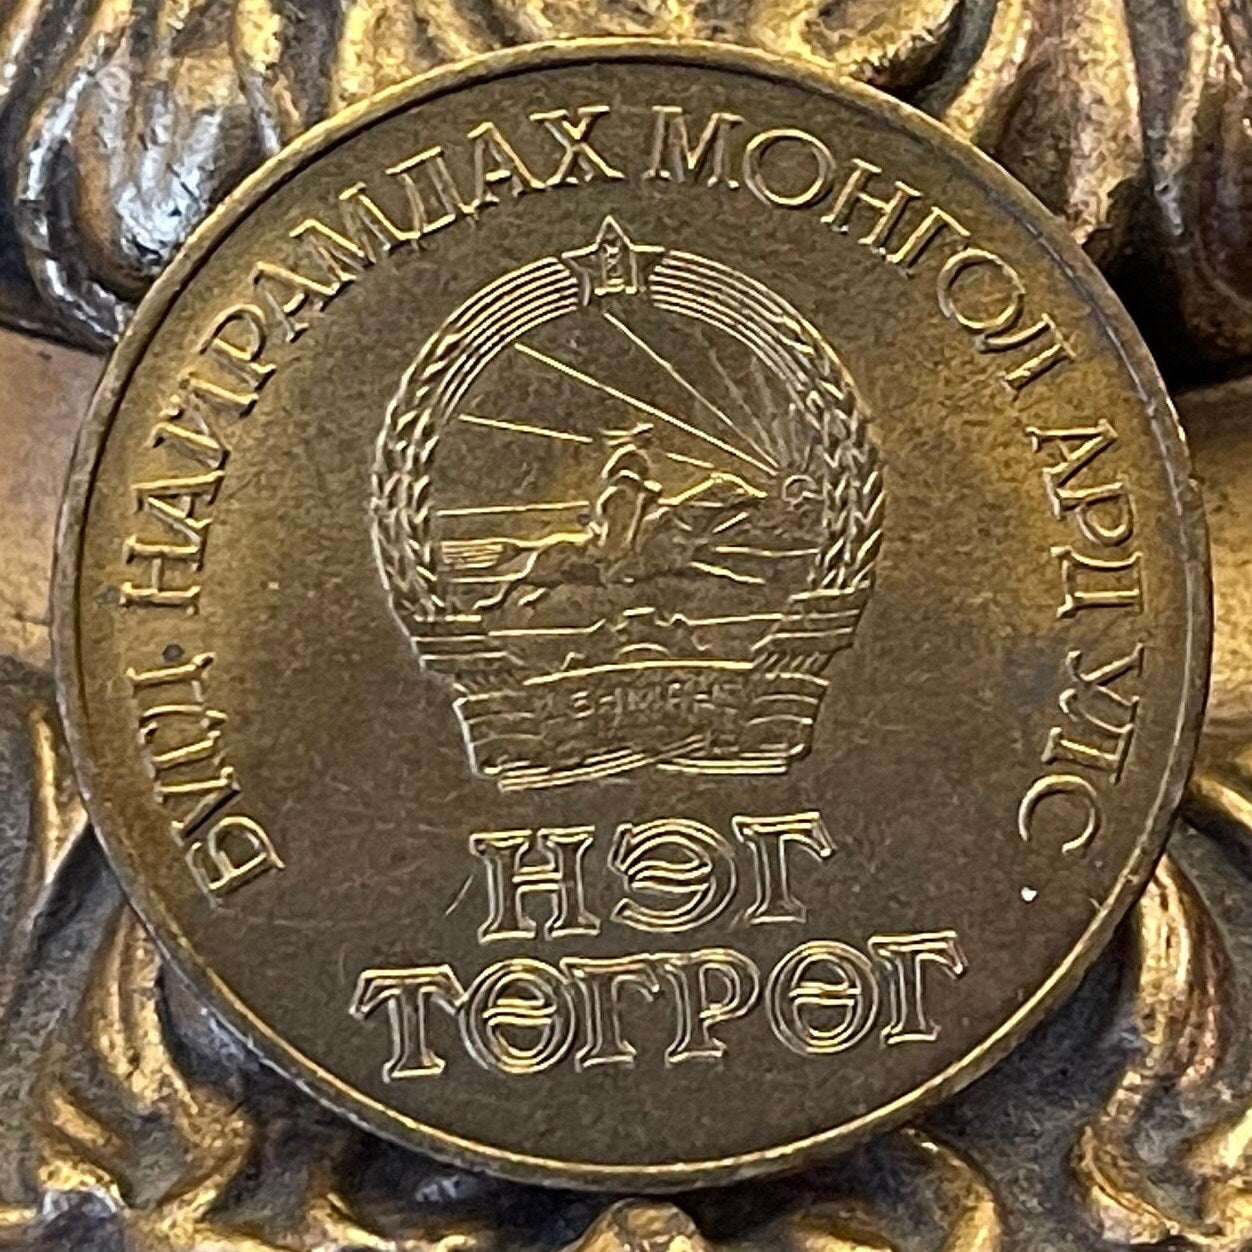 БҮГД НАЙРАМДАХ МОНГОЛ АРД УЛС
НЭГ
ТӨГРӨГ